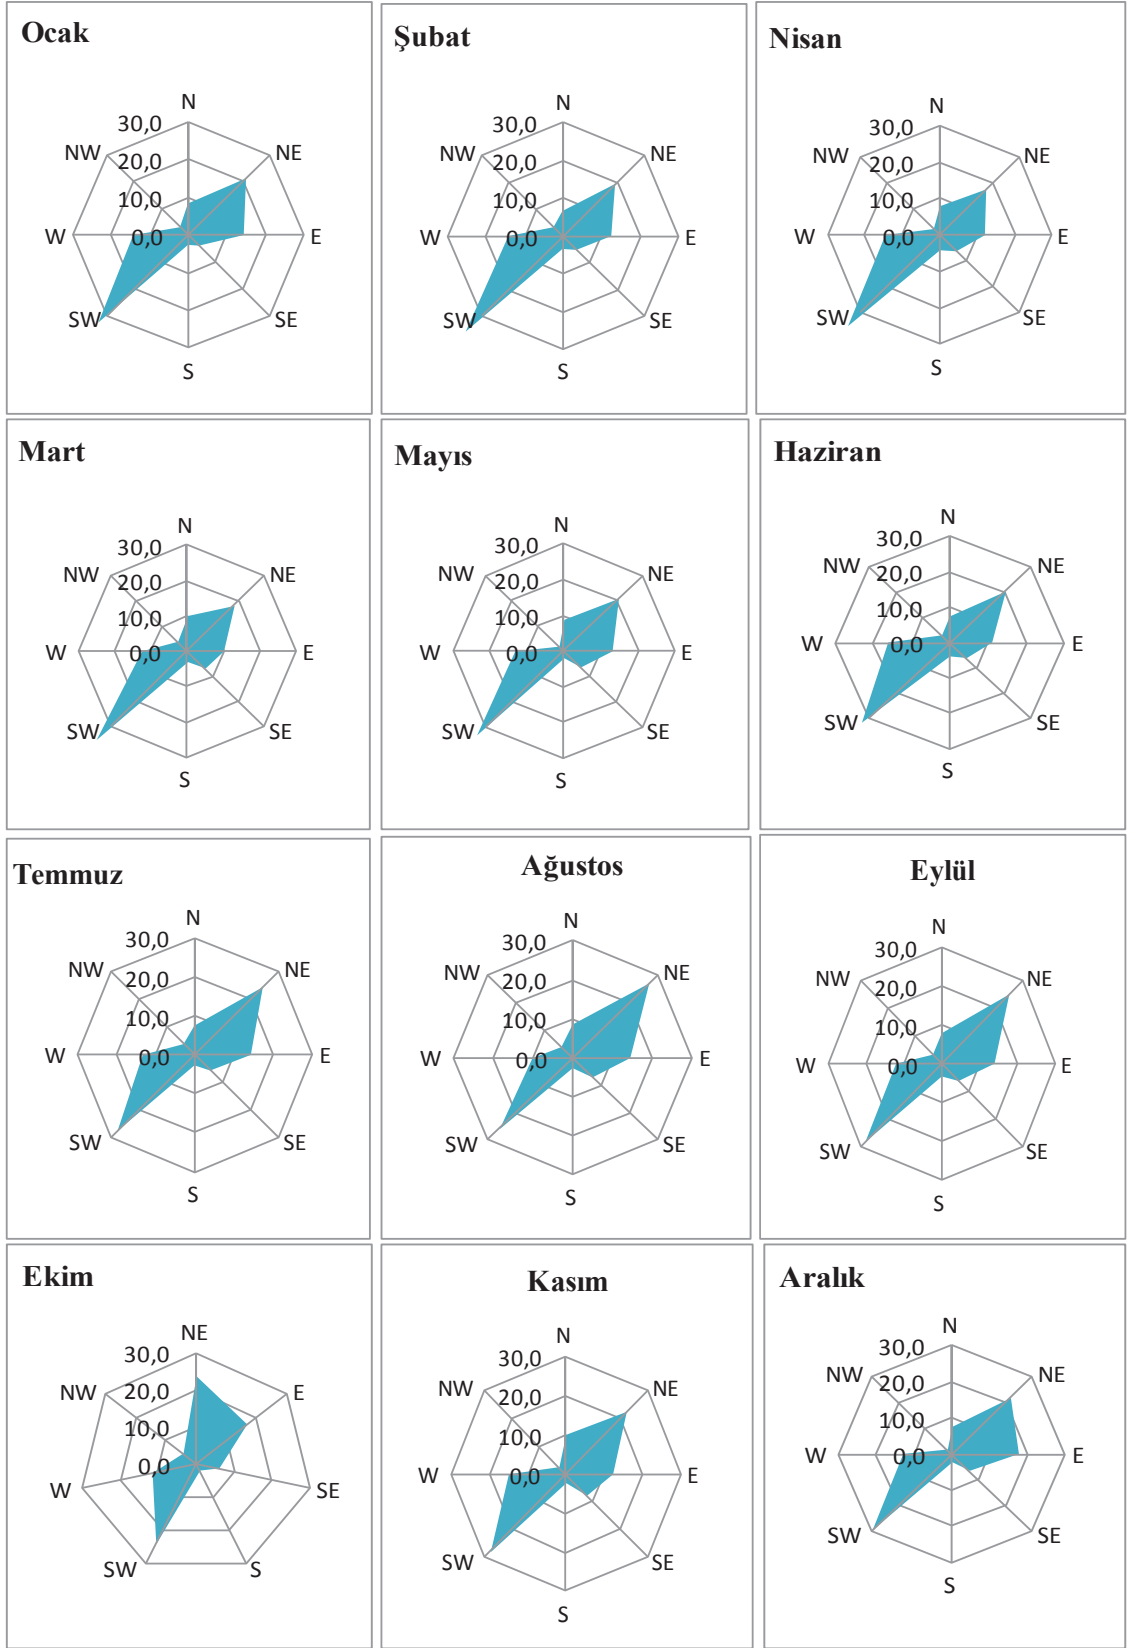 Ocak
N
30,0
NW
NE
20,0
10,0
W
0,0
E
SW
SE
S
Şubat
N
30,0
NW
NE
20,0
10,0
W
0,0
E
SW
SE
S
Nisan
N
30,0
NW
NE
20,0
10,0
W
0,0
E
SW
SE
S
Mart
N
30,0
NW
NE
20,0
10,0
W
0,0
E
SW
SE
S
Mayıs
N
30,0
NW
NE
20,0
10,0
W
0,0
E
SW
SE
S
Haziran
N
30,0
NW
NE
20,0
10,0
W
0,0
E
SW
SE
S
Temmuz
N
30,0
NW
NE
20,0
10,0
W
0,0
E
SW
SE
S
Ağustos
N
30,0
NW
NE
20,0
10,0
W
0,0
E
SW
SE
S
Eylül
N
30,0
NW
NE
20,0
10,0
W
0,0
E
SW
SE
S
Ekim
NE
30,0
NW
E
20,0
10,0
0,0
W
SE
SW
S
Kasım
N
30,0
NW
NE
20,0
10,0
W
0,0
E
SW
SE
S
Aralık
N
30,0
NW
NE
20,0
10,0
W
0,0
E
SW
SE
S